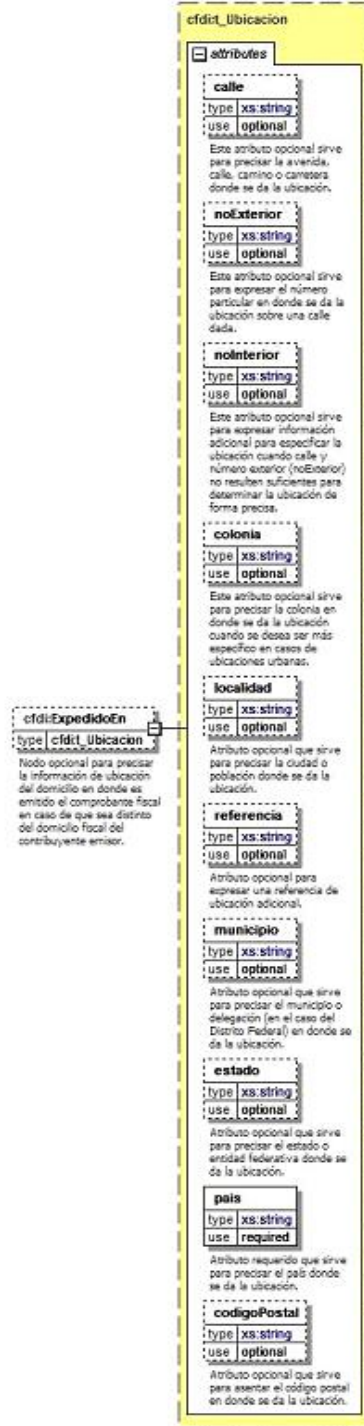 cfdi:t_Ubicacion
attributes
calle
type xs:string
use optional
Este atributo opcional sirve
para precisar la avenida,
calle, camino o carretera
donde se da la ubicación.
noExterior
type xs:string
use optional
Este atributo opcional sirve
para expresar el número
particular en donde se da la
ubicación sobre una calle
dada.
noInterior
type xs:string
use optional
Este atributo opcional sirve
para expresar información
adicional para especificar la
ubicación cuando calle y
número exterior (noExterior)
no resulten suficientes para
determinar la ubicación de
forma precisa.
colonia
type xs:string
use optional
Este atributo opcional sirve
para precisar la colonia en
donde se da la ubicación
cuando se desea ser más
específico en casos de
ubicaciones urbanas.
cfdi:ExpedidoEn
type cfdi:t_Ubicacion
Nodo opcional para precisar
la información de ubicación
del domicilio en donde es
emitido el comprobante fiscal
en caso de que sea distinto
del domicilio fiscal del
contribuyente emisor.
localidad
type xs:string
use optional
Atributo opcional que sirve
para precisar la ciudad o
población donde se da la
ubicación.
referencia
type xs:string
use optional
Atributo opcional para
expresar una referencia de
ubicación adicional.
municipio
type xs:string
use optional
Atributo opcional que sirve
para precisar el municipio o
delegación (en el caso del
Distrito Federal) en donde se
da la ubicación.
estado
type xs:string
use optional
Atributo opcional que sirve
para precisar el estado o
entidad federativa donde se
da la ubicación.
pais
type xs:string
use required
Atributo requerido que sirve
para precisar el país donde
se da la ubicación.
codigoPostal
type xs:string
use optional
Atributo opcional que sirve
para asentar el código postal
en donde se da la ubicación.